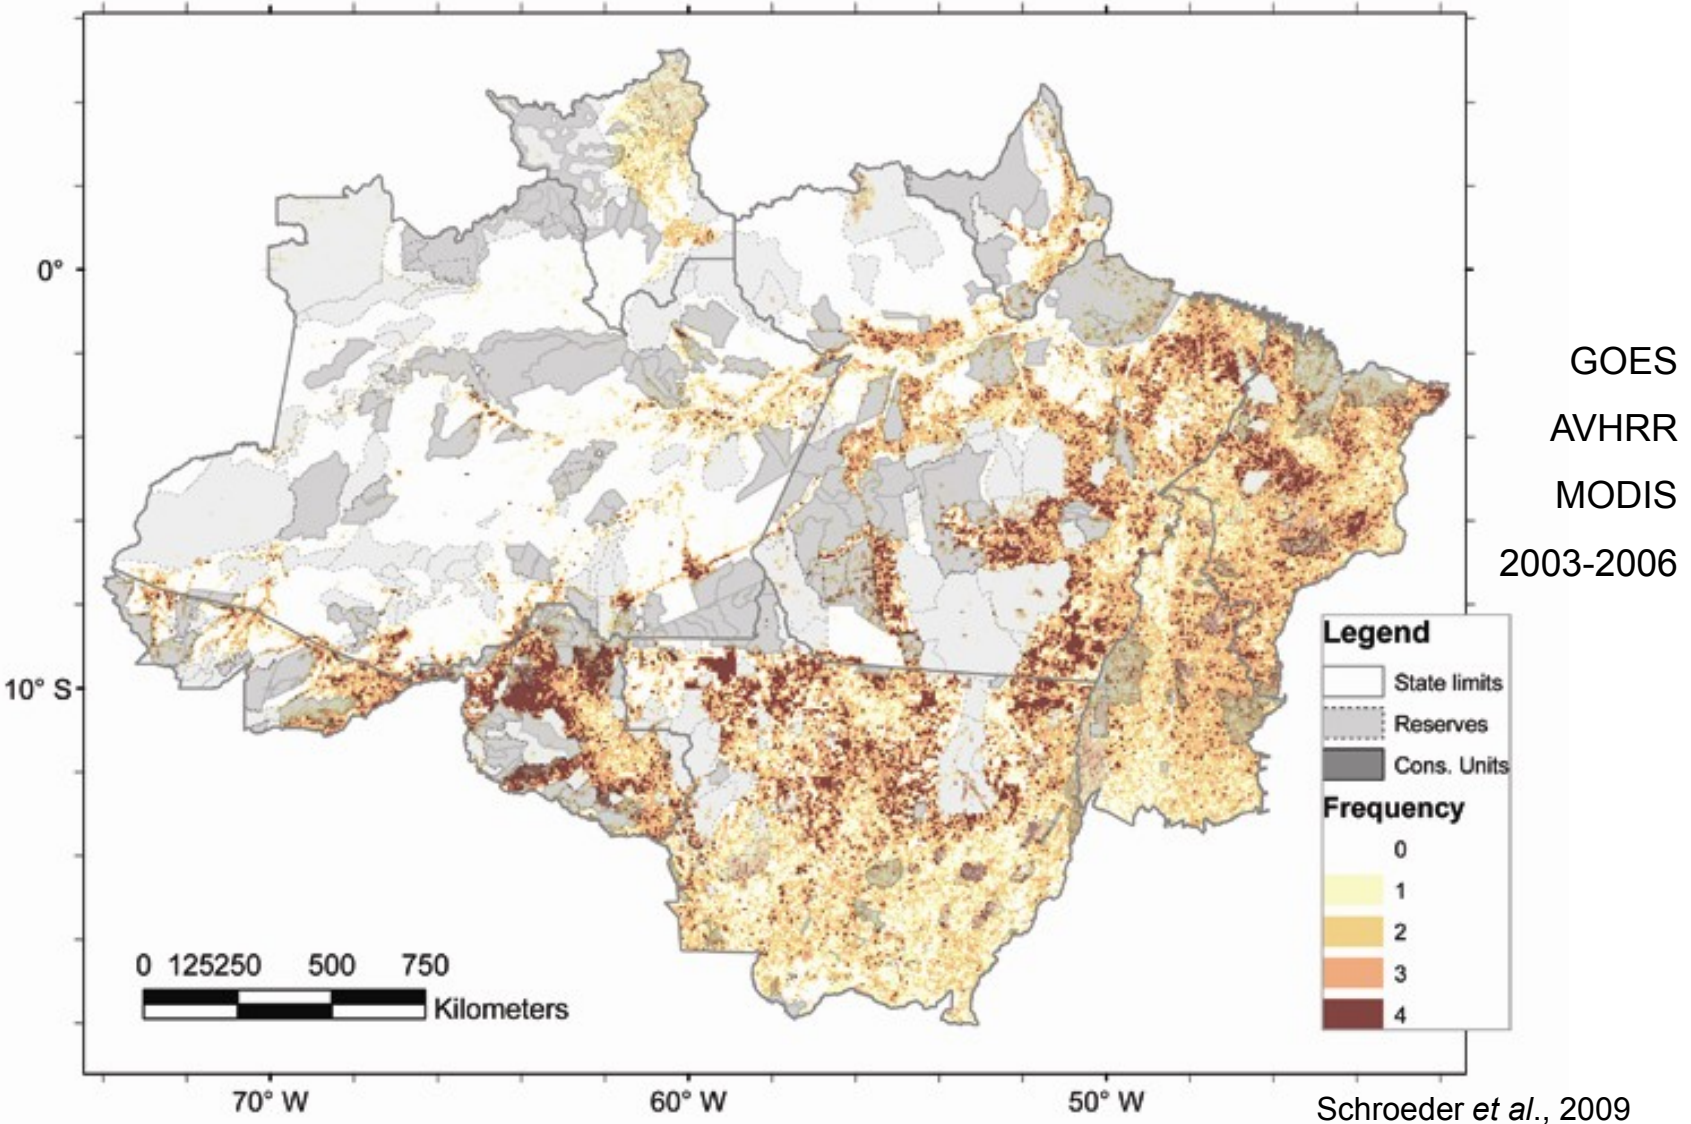 0°
10° S
70° W
60° W
50° W
0 125250 500 750
Kilometers
GOES
AVHRR
MODIS
2003-2006
Legend
State limits
Reserves
Cons. Units
Frequency
0
1
2
3
4
Schroeder et al., 2009